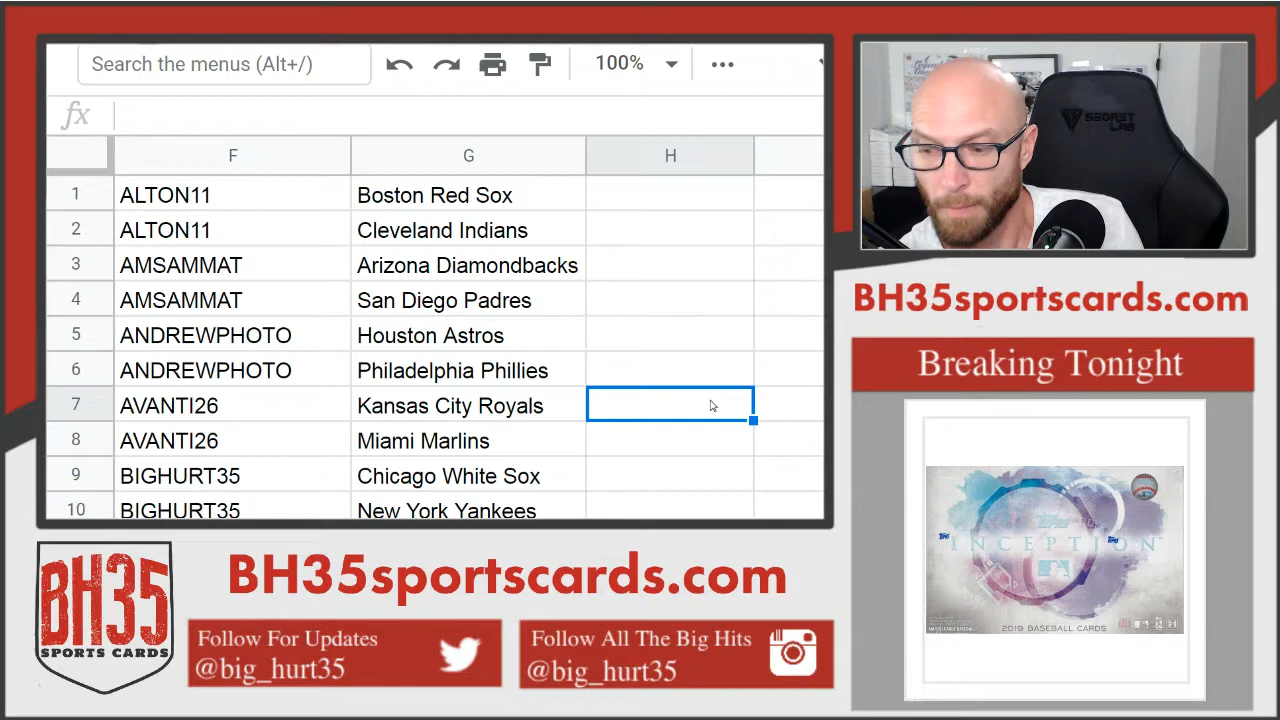 Search the menus (Alt+/)
100%
fx
F G H
1 ALTON11 Boston Red Sox
2 ALTON11 Cleveland Indians
3 AMSAMMAT Arizona Diamondbacks
4 AMSAMMAT San Diego Padres
5 ANDREWPHOTO Houston Astros
6 ANDREWPHOTO Philadelphia Phillies
7 AVANTI26 Kansas City Royals
8 AVANTI26 Miami Marlins
9 BIGHURT35 Chicago White Sox
10 BIGHURT35 New York Yankees
SECRET
LAB
BH35sportscards.com
Breaking Tonight
Topps
INCEPTION
2019 BASEBALL CARDS
BH35
SPORTS CARDS
BH35sportscards.com
Follow For Updates
@big_hurt35
Follow All The Big Hits
@big_hurt35